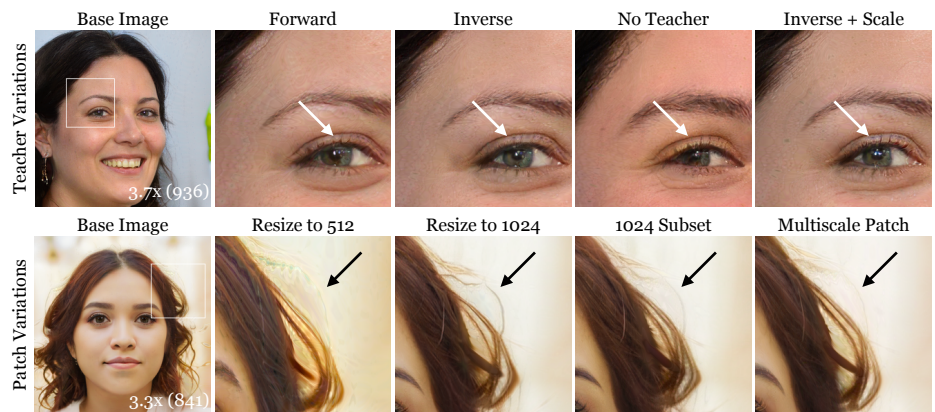 Base Image Forward Inverse No Teacher Inverse + Scale
Teacher Variations
3.7x (936)
Base Image Resize to 512 Resize to 1024 1024 Subset Multiscale Patch
Patch Variations
3.3x (841)